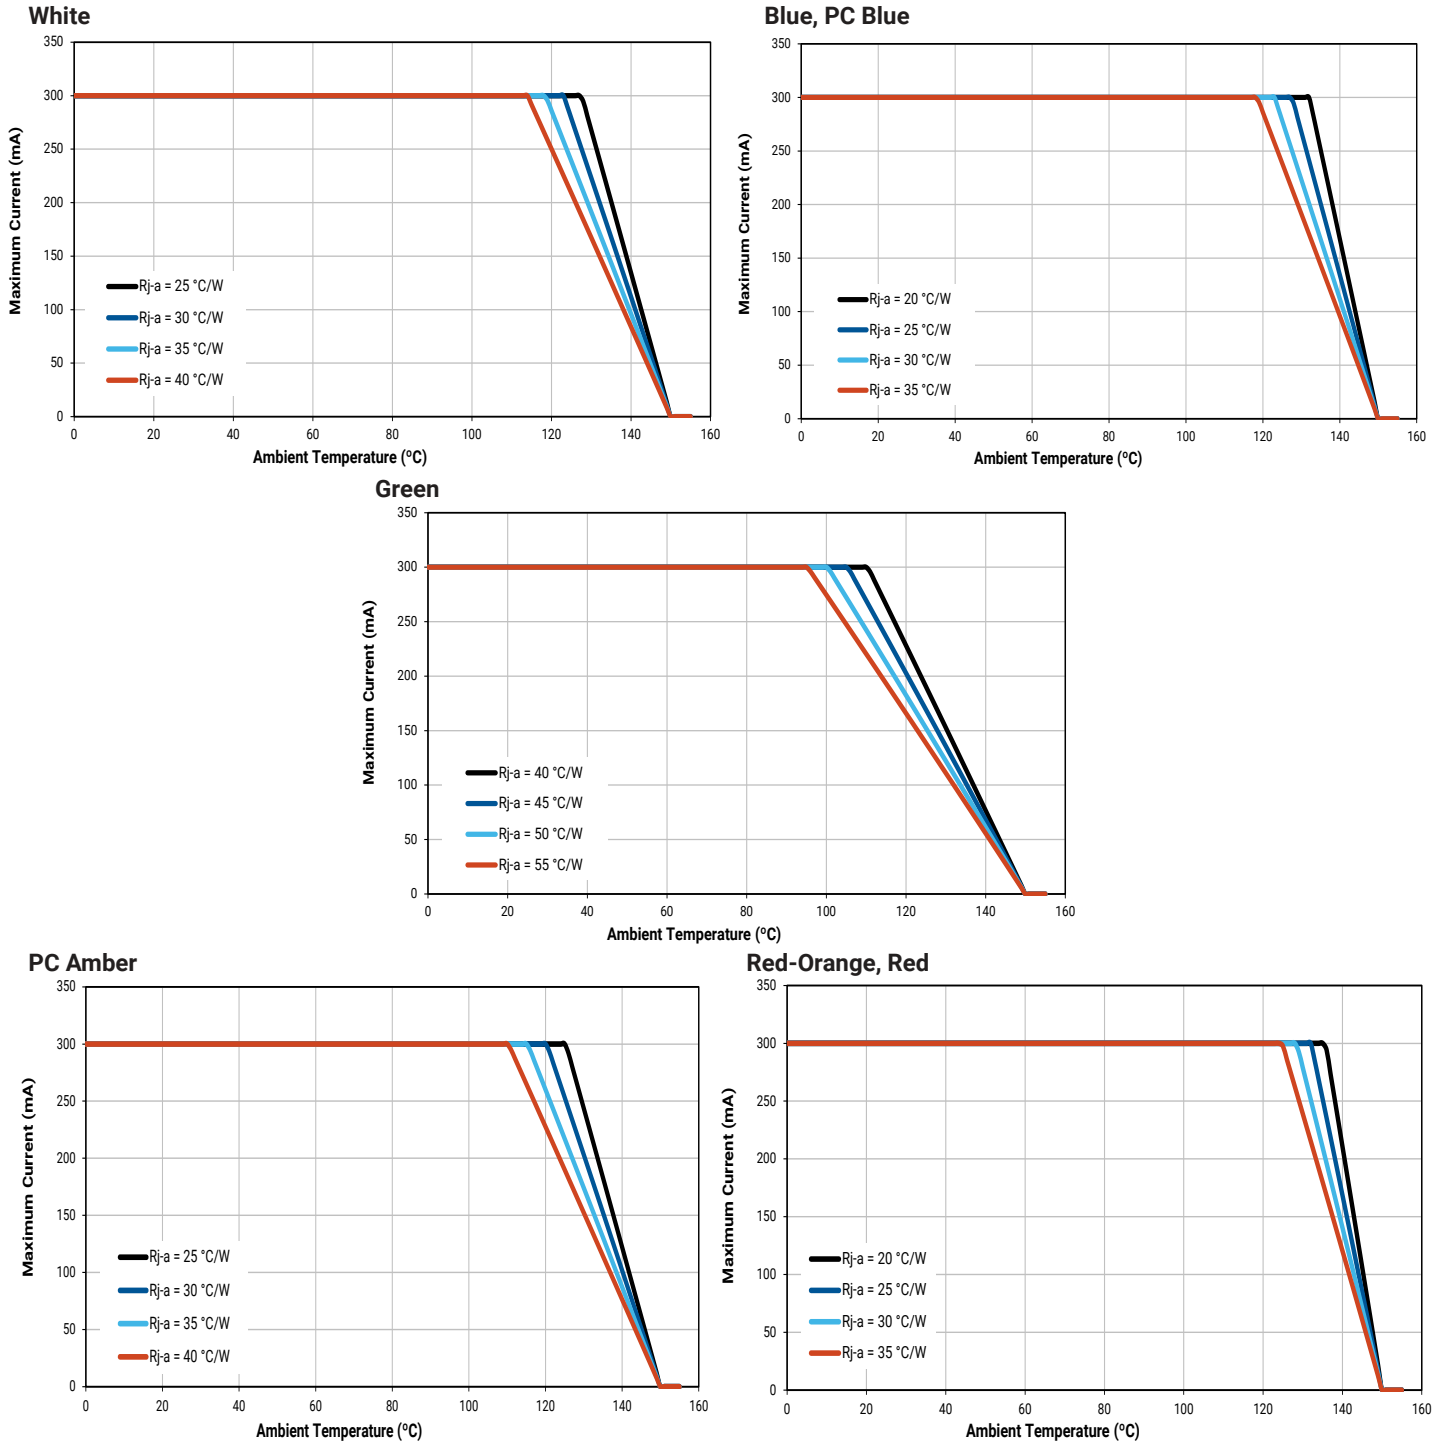 White
350
300
250
200
150
100
50
0
Maximum Current (mA)
Rj-a = 25 °C/W
Rj-a = 30 °C/W
Rj-a = 35 °C/W
Rj-a = 40 °C/W
0 20 40 60 80 100 120 140 160
Ambient Temperature (ºC)
Blue, PC Blue
350
300
250
200
150
100
50
0
Maximum Current (mA)
Rj-a = 20 °C/W
Rj-a = 25 °C/W
Rj-a = 30 °C/W
Rj-a = 35 °C/W
0 20 40 60 80 100 120 140 160
Ambient Temperature (ºC)
Green
350
300
250
200
150
100
50
0
Maximum Current (mA)
Rj-a = 40 °C/W
Rj-a = 45 °C/W
Rj-a = 50 °C/W
Rj-a = 55 °C/W
0 20 40 60 80 100 120 140 160
Ambient Temperature (ºC)
PC Amber
350
300
250
200
150
100
50
0
Maximum Current (mA)
Rj-a = 25 °C/W
Rj-a = 30 °C/W
Rj-a = 35 °C/W
Rj-a = 40 °C/W
0 20 40 60 80 100 120 140 160
Ambient Temperature (ºC)
Red-Orange, Red
350
300
250
200
150
100
50
0
Maximum Current (mA)
Rj-a = 20 °C/W
Rj-a = 25 °C/W
Rj-a = 30 °C/W
Rj-a = 35 °C/W
0 20 40 60 80 100 120 140 160
Ambient Temperature (ºC)